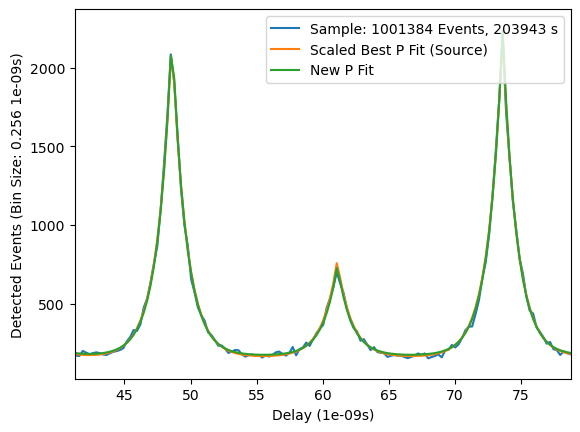 Sample: 1001384 Events, 203943 s
Scaled Best P Fit (Source)
New P Fit
Detected Events (Bin Size: 0.256 1e-09s)
2000
1500
1000
500
45
50
55
60
65
70
75
Delay (1e-09s)